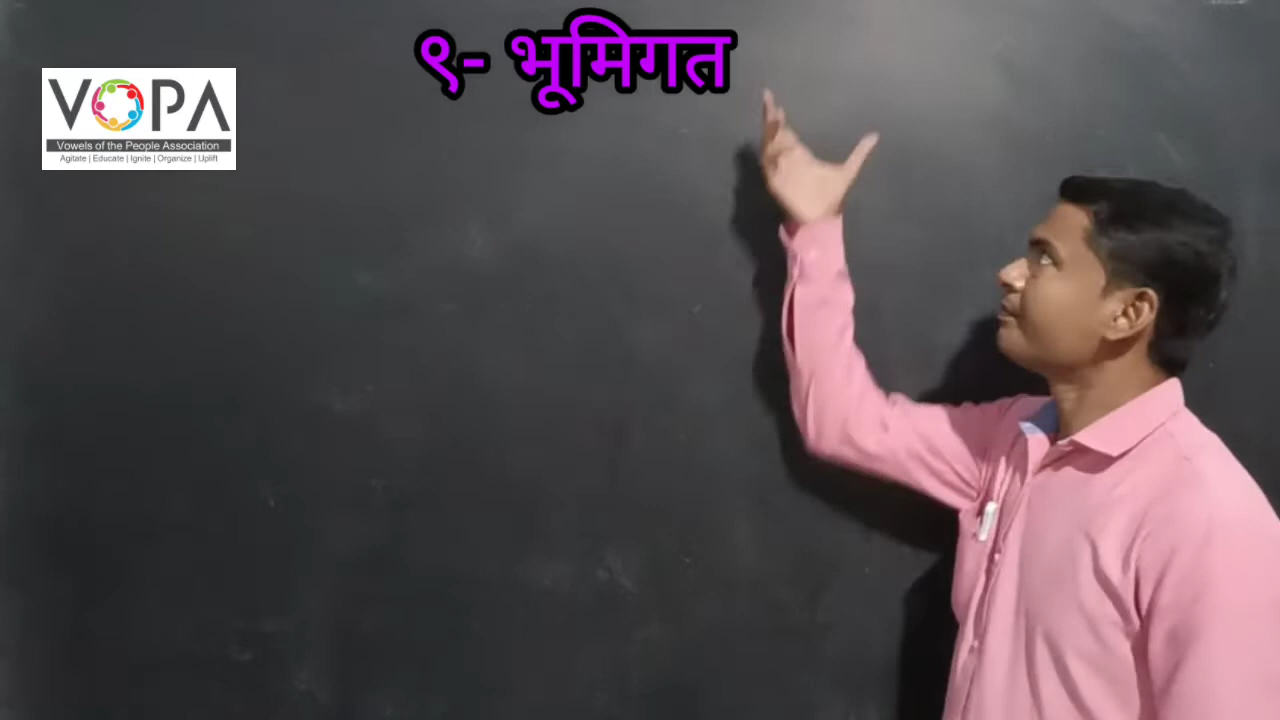 ९- भूमिगत
VOPA
Vowels of the People Association
Agitate | Educate | Ignite | Organize | Uplift